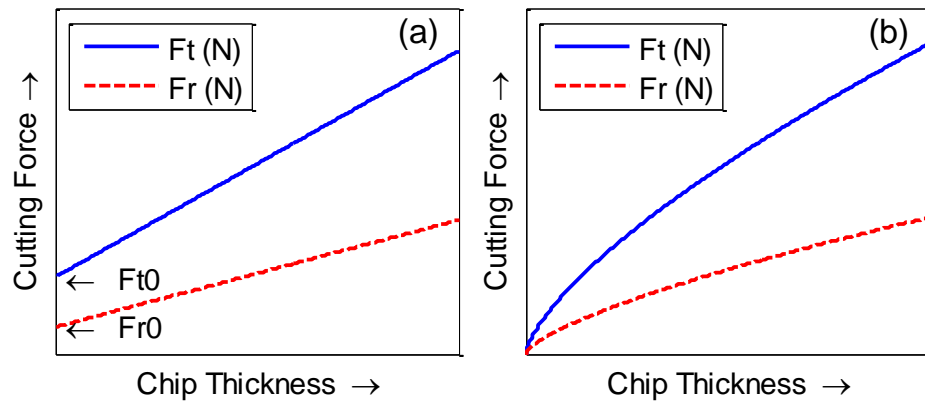 (a)
Ft (N)
Fr (N)
Cutting Force →
← Ft0
← Fr0
Chip Thickness →
(b)
Ft (N)
Fr (N)
Cutting Force →
Chip Thickness →